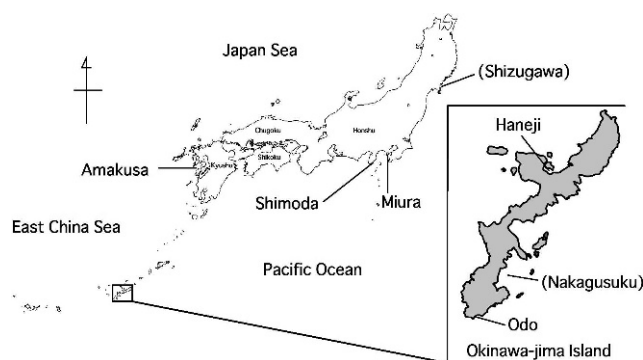 Japan Sea
(Shizugawa)
Chugoku
Honshu
Haneji
Amakusa
Kyushu
Shikoku
Shimoda
Miura
East China Sea
Pacific Ocean
(Nakagusuku)
Odo
Okinawa-jima Island